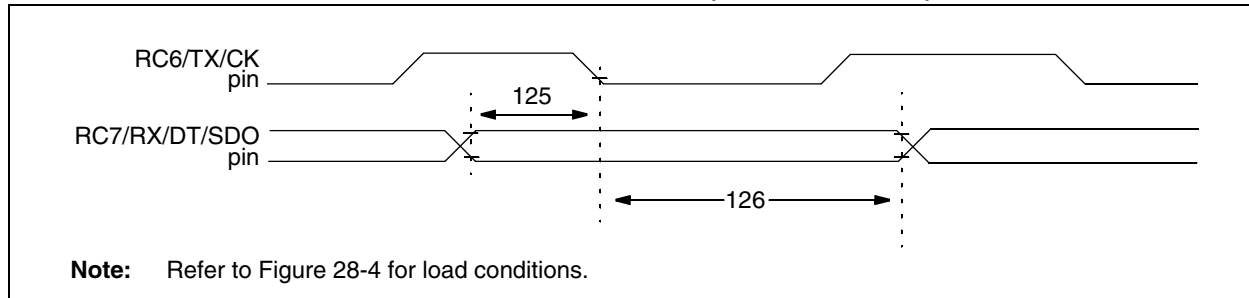 RC6/TX/CK
pin
125
RC7/RX/DT/SDO
pin
126
Note: Refer to Figure 28-4 for load conditions.